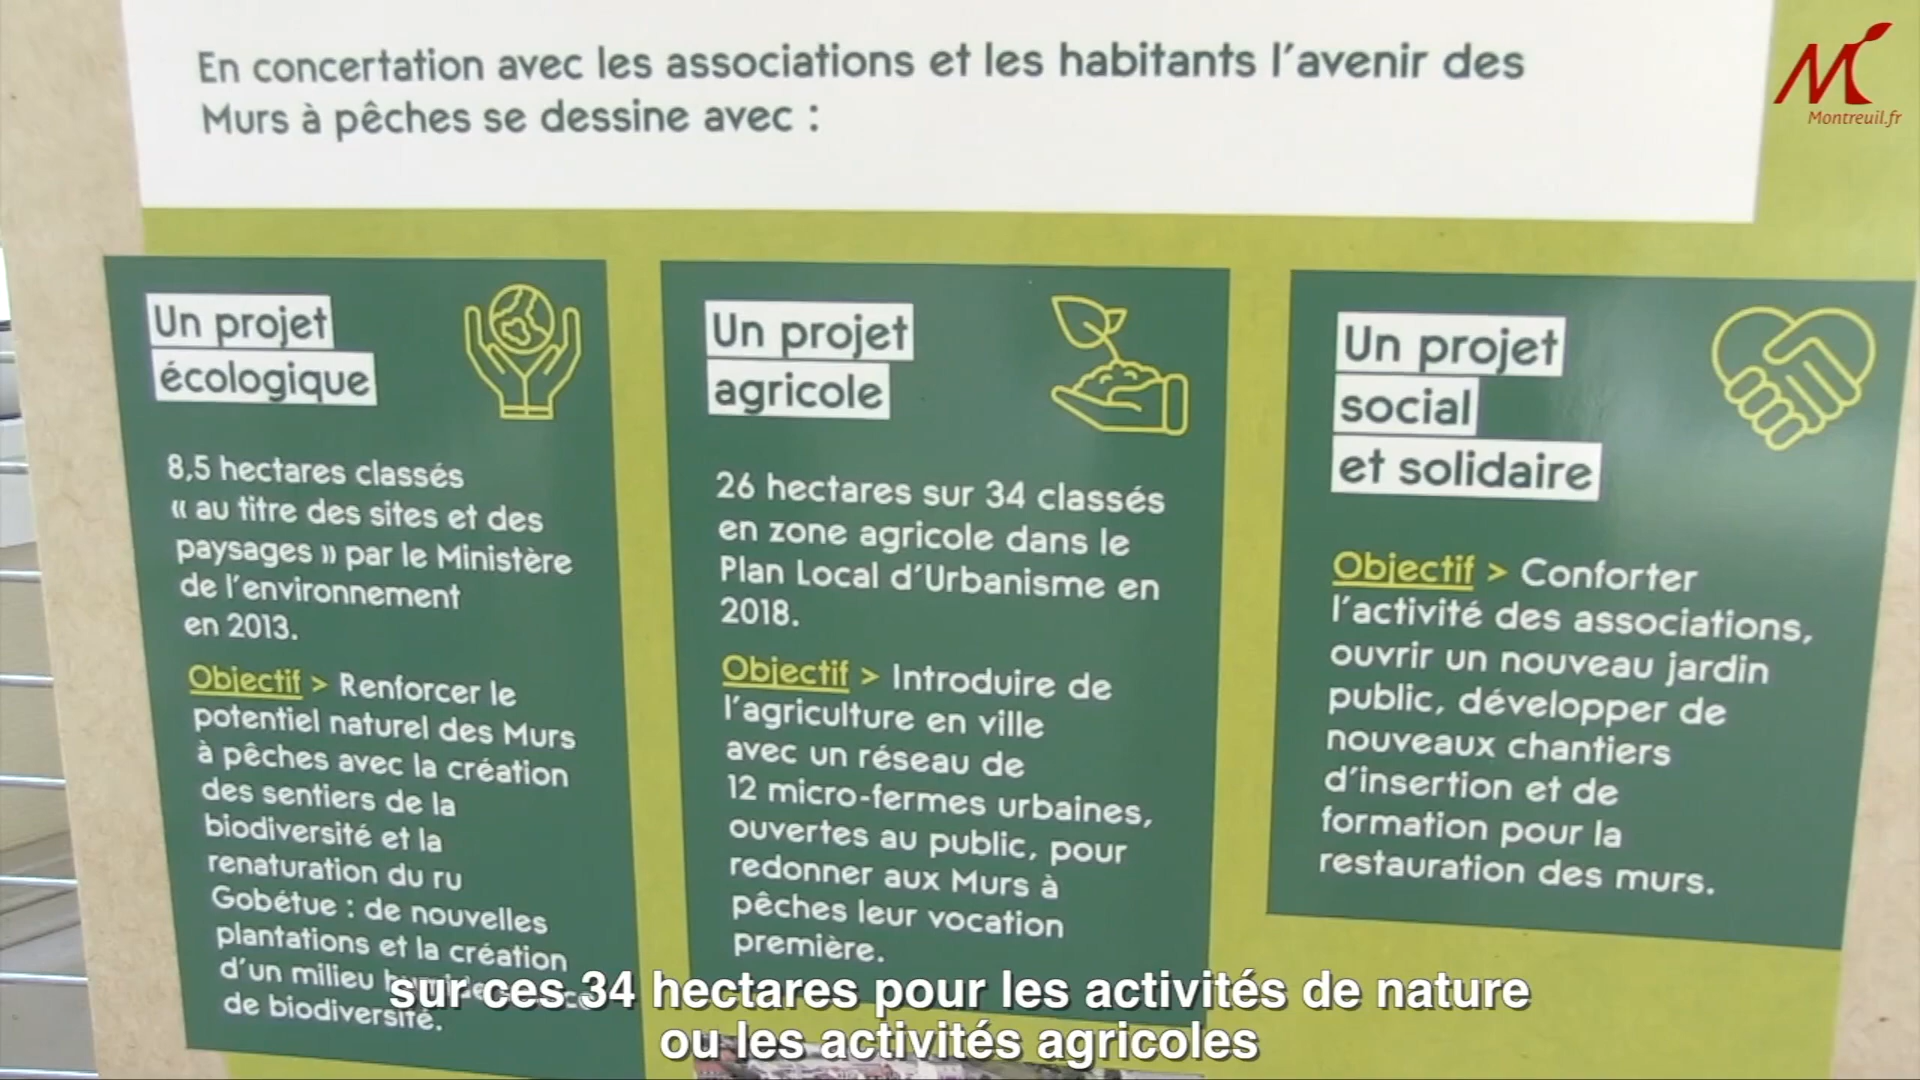 En concertation avec les associations et les habitants l'avenir des
Murs à pêches se dessine avec :
Montreuil.fr
Un projet
écologique
8,5 hectares classés
« au titre des sites et des
paysages » par le Ministère
de l'environnement
en 2013.
Objectif > Renforcer le
potentiel naturel des Murs
à pêches avec la création
des sentiers de la
biodiversité et la
renaturation du ru
Gobétue : de nouvelles
plantations et la création
d'un milieu
de biodiversité.
Un projet
agricole
26 hectares sur 34 classés
en zone agricole dans le
Plan Local d'Urbanisme en
2018.
Objectif > Introduire de
l'agriculture en ville
avec un réseau de
12 micro-fermes urbaines,
ouvertes au public, pour
redonner aux Murs à
pêches leur vocation
première.
Un projet
social
et solidaire
Objectif > Conforter
l'activité des associations,
ouvrir un nouveau jardin
public, développer de
nouveaux chantiers
d'insertion et de
formation pour la
restauration des murs.
sur ces 34 hectares pour les activités de nature
ou les activités agricoles